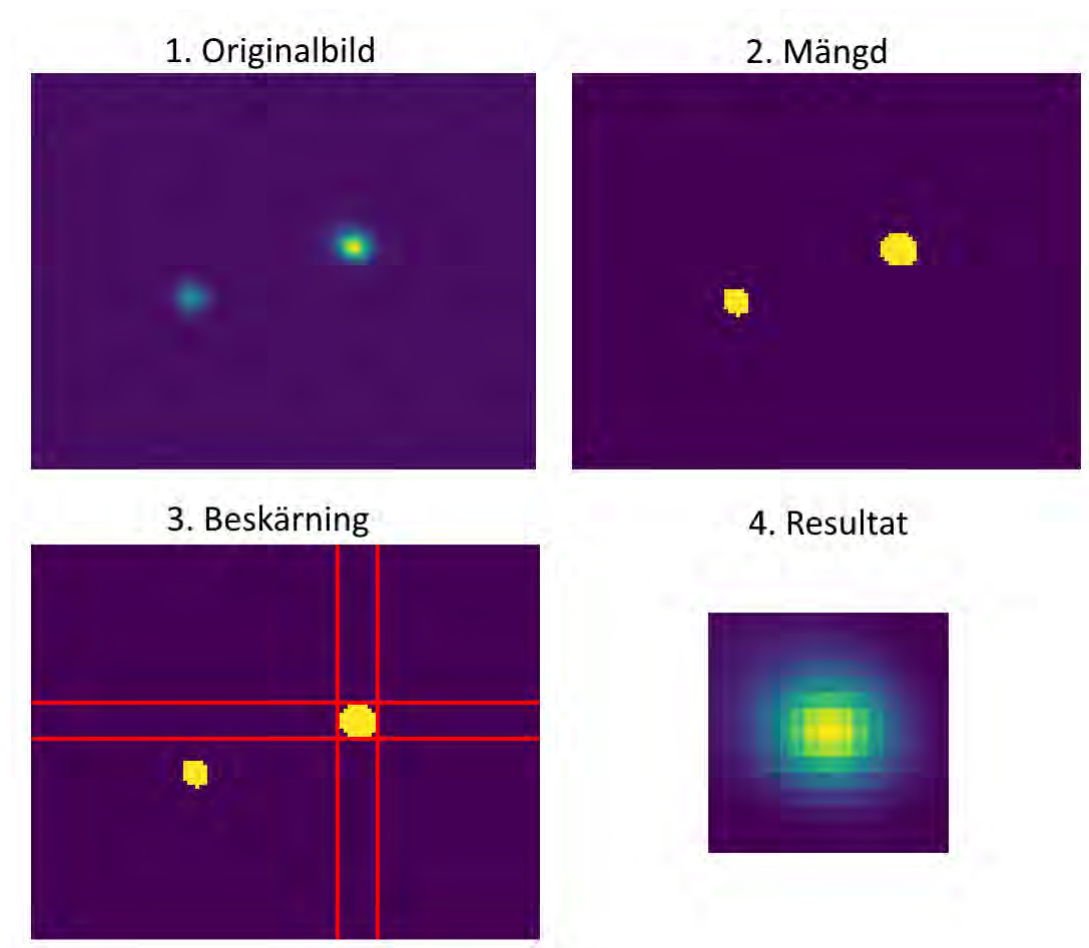 1. Originalbild
2. Mängd
3. Beskärning
4. Resultat